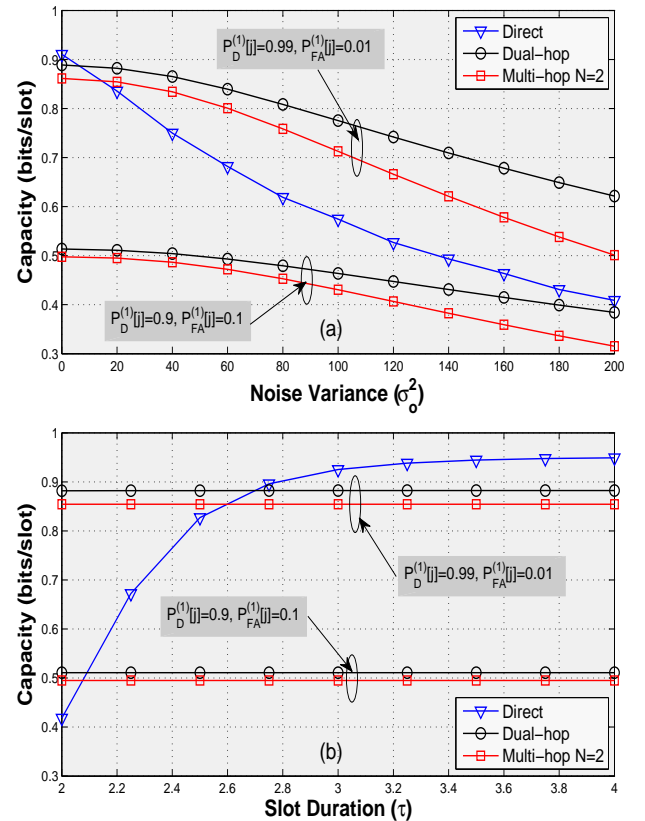 P_D^(1)[j]=0.99, P_FA^(1)[j]=0.01
Direct
Dual-hop
Multi-hop N=2
Capacity (bits/slot)
1
0.9
0.8
0.7
0.6
0.5
0.4
0.3
P_D^(1)[j]=0.9, P_FA^(1)[j]=0.1
(a)
0 20 40 60 80 100 120 140 160 180 200
Noise Variance (σ_o^2)
Capacity (bits/slot)
1
0.9
0.8
0.7
0.6
0.5
0.4
0.3
P_D^(1)[j]=0.99, P_FA^(1)[j]=0.01
P_D^(1)[j]=0.9, P_FA^(1)[j]=0.1
Direct
Dual-hop
Multi-hop N=2
(b)
2 2.2 2.4 2.6 2.8 3 3.2 3.4 3.6 3.8 4
Slot Duration (τ)